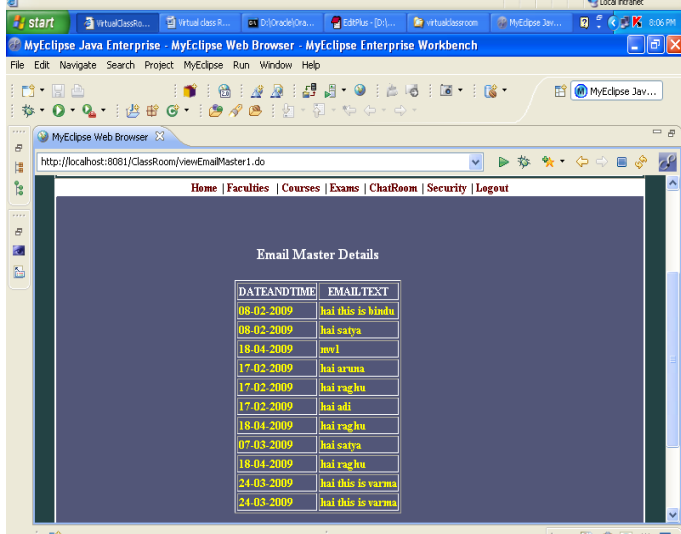 Local intranet
start
VirtualClassRo...
Virtual class R...
D:\Oracle\Ora...
EditPlus - [D:\...
virtualclassroom
MyEclipse Jav...
8:06 PM
MyEclipse Java Enterprise - MyEclipse Web Browser - MyEclipse Enterprise Workbench
File Edit Navigate Search Project MyEclipse Run Window Help
MyEclipse Jav...
MyEclipse Web Browser
http://localhost:8081/ClassRoom/viewEmailMaster1.do
Home | Faculties | Courses | Exams | ChatRoom | Security | Logout
Email Master Details
DATEANDTIME EMAILTEXT
08-02-2009 hai this is bindu
08-02-2009 hai satya
18-04-2009 nw1
17-02-2009 hai aruna
17-02-2009 hai raghu
17-02-2009 hai adi
18-04-2009 hai raghu
07-03-2009 hai satya
18-04-2009 hai raghu
24-03-2009 hai this is varma
24-03-2009 hai this is varma